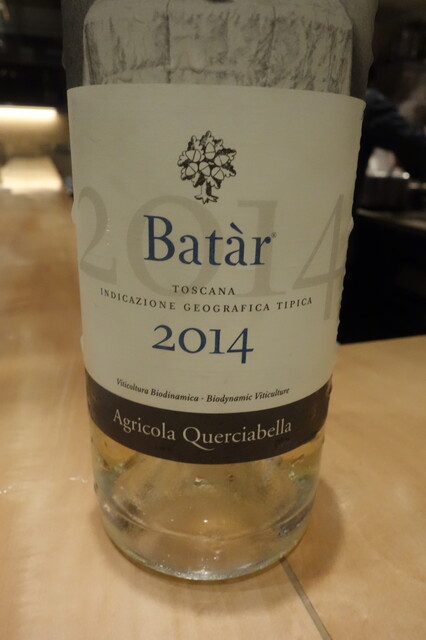 2014
Batàr
TOSCANA
INDICAZIONE GEOGRAFICA TIPICA
2014
Viticoltura Biodinamica - Biodynamic Viticulture
Agricola Querciabella